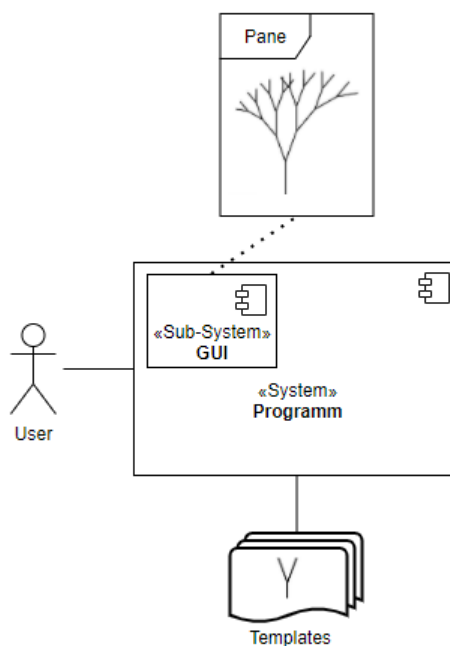 Pane
«Sub-System»
GUI
«System»
Programm
User
Templates